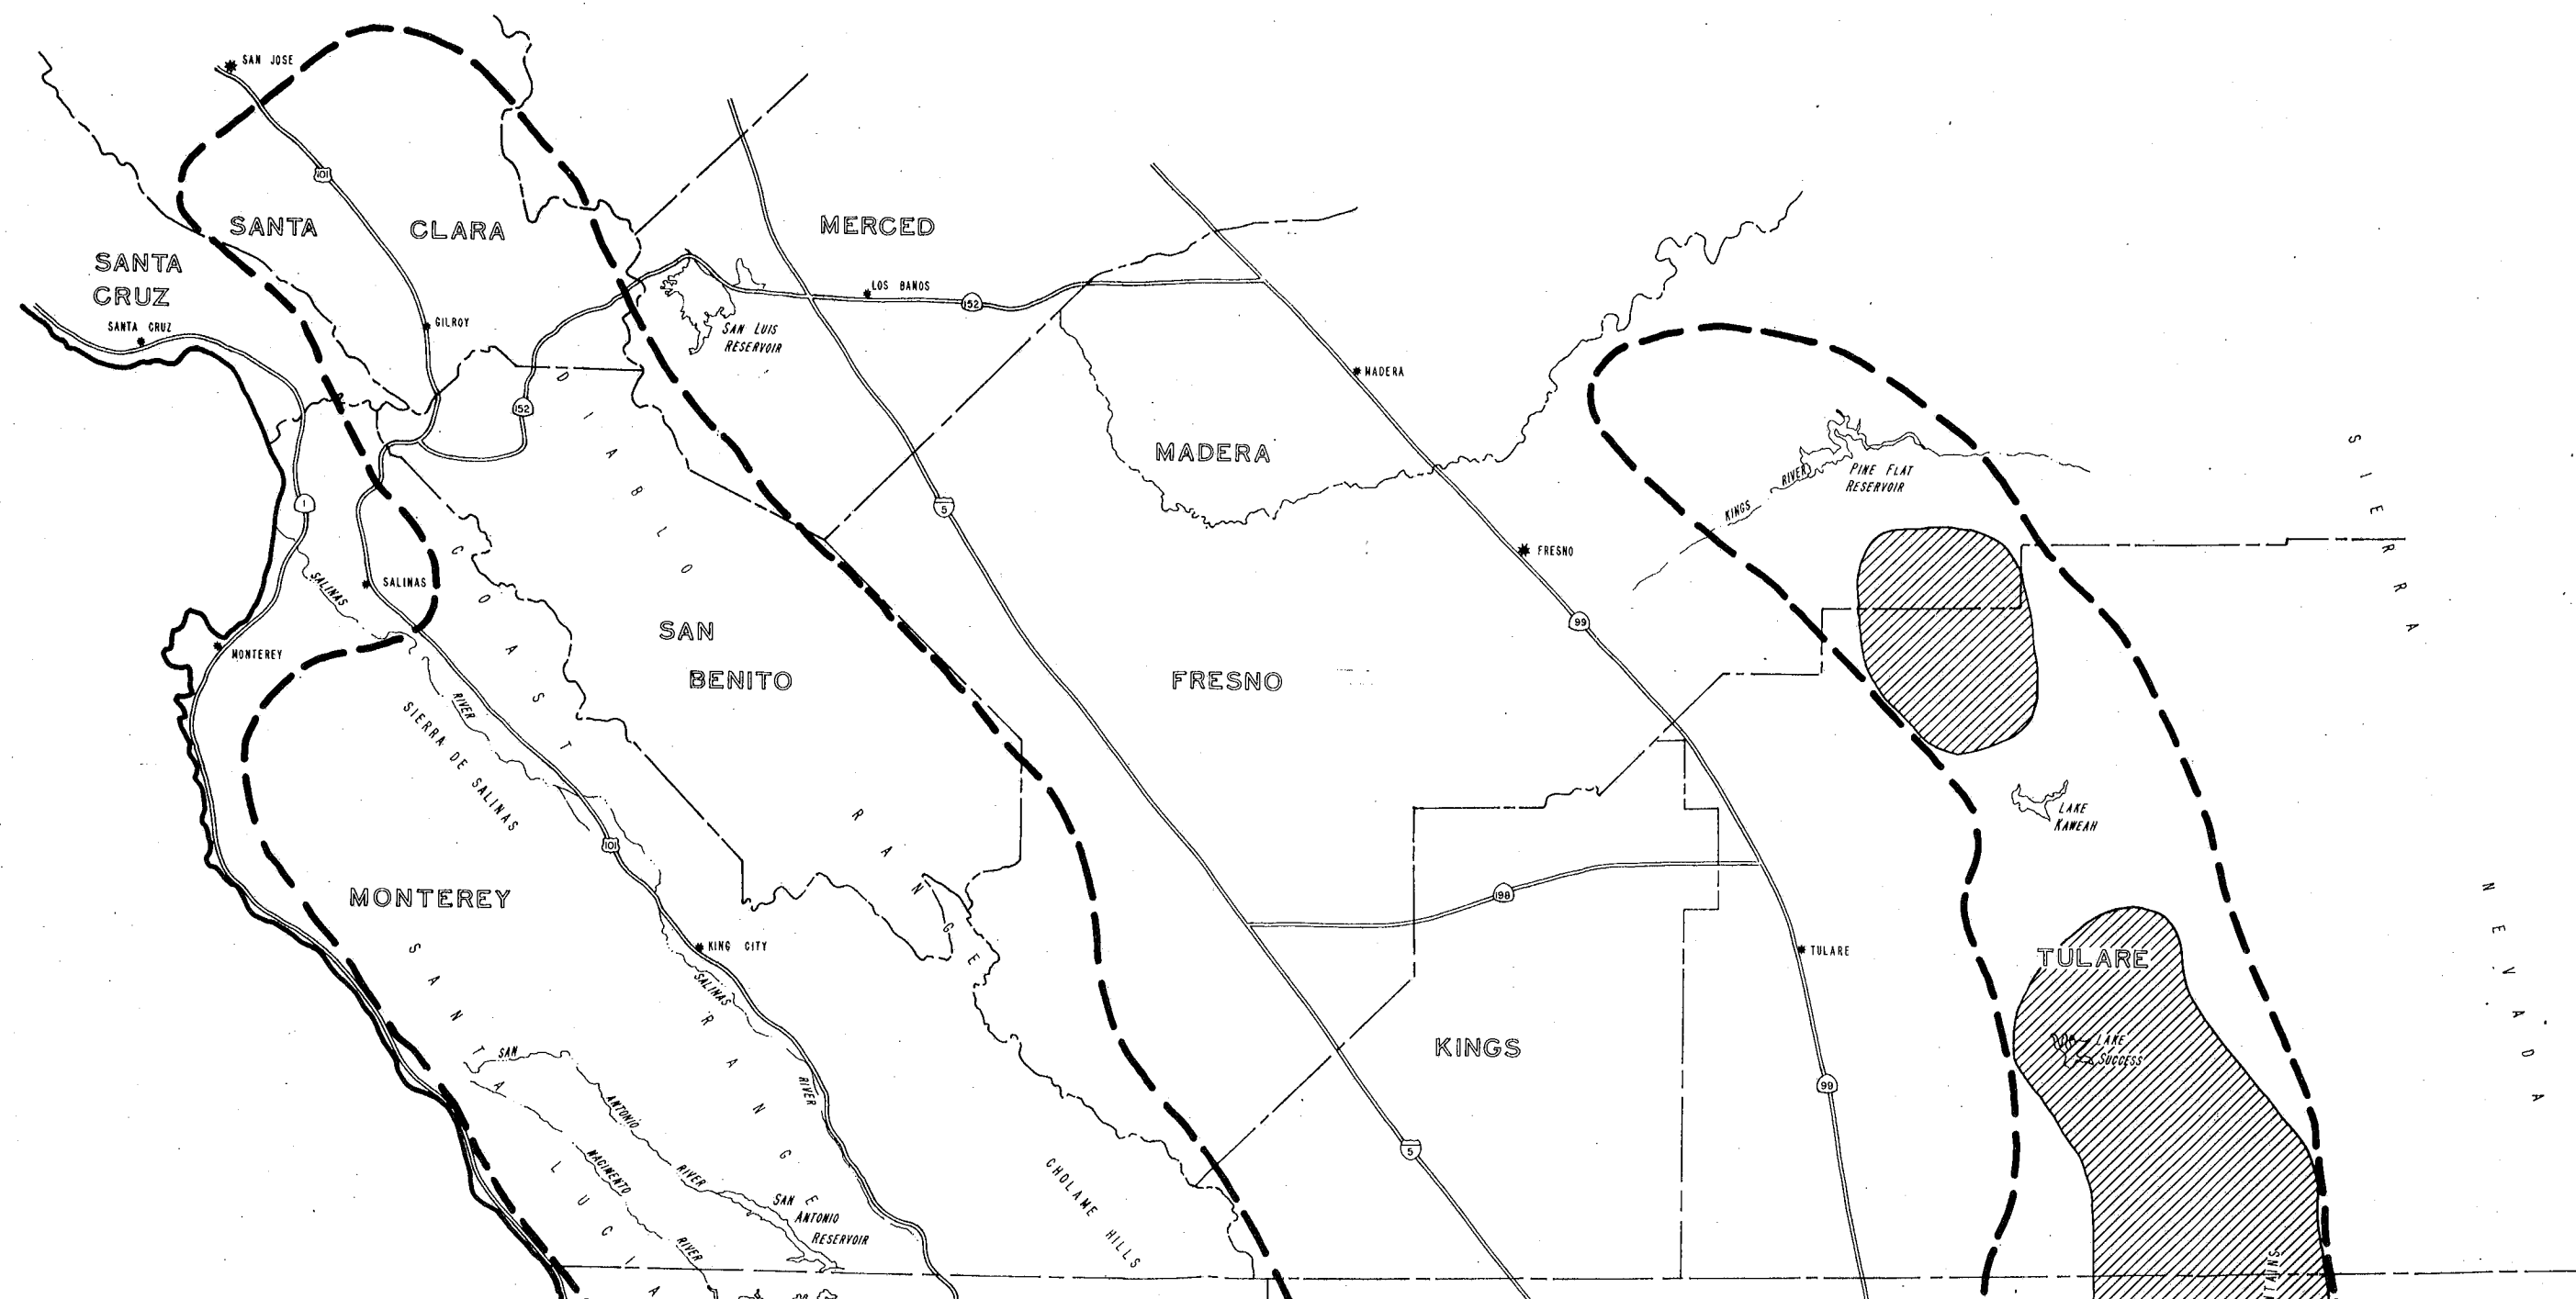 SAN JOSE
101
SANTA CLARA
MERCED
SANTA
CRUZ
SANTA CRUZ
GILROY
LOS BANOS
152
SAN LUIS
RESERVOIR
MADERA
152
DIABLO
MADERA
SIERRA
KINGS RIVER
PINE FLAT
RESERVOIR
1
5
FRESNO
SALINAS
SALINAS
RIVER
COAST
RANGE
99
MONTEREY
SAN
BENITO
FRESNO
SIERRA DE SALINAS
LAKE
KAWEAH
101
MONTEREY
198
NEVADA
KING CITY
SALINAS
RIVER
TULARE
TULARE
SANTA
LUCIA
RANGE
KINGS
LAKE
SUCCESS
SAN
ANTONIO
RIVER
99
NACIMENTO
RIVER
SAN
ANTONIO
RESERVOIR
CHOLAME HILLS
5
TAINS